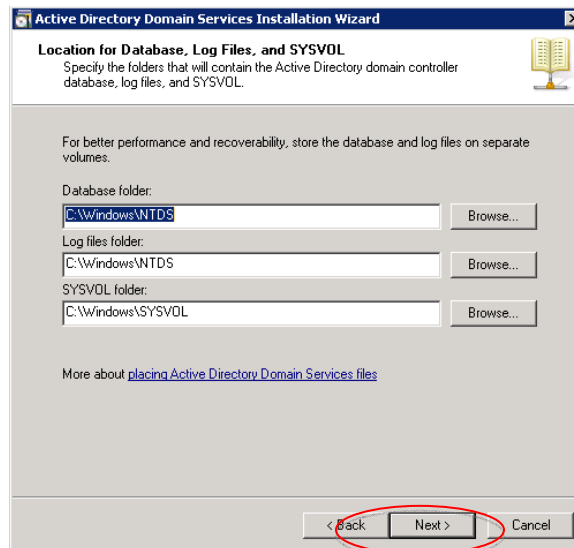 Active Directory Domain Services Installation Wizard
Location for Database, Log Files, and SYSVOL
Specify the folders that will contain the Active Directory domain controller
database, log files, and SYSVOL.
For better performance and recoverability, store the database and log files on separate
volumes.
Database folder:
C:\Windows\NTDS
Browse...
Log files folder:
C:\Windows\NTDS
Browse...
SYSVOL folder:
C:\Windows\SYSVOL
Browse...
More about placing Active Directory Domain Services files
< Back Next > Cancel